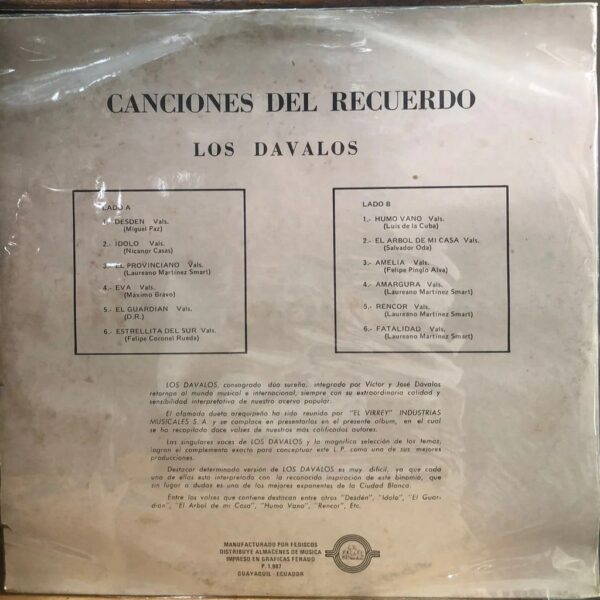 CANCIONES DEL RECUERDO
LOS DAVALOS
LADO A
1.- DESDEN Vals.
(Miguel Paz)
2.- IDOLO Vals.
(Nicanor Casas)
3.- EL PROVINCIANO Vals.
(Laureano Martínez Smart)
4.- EVA Vals.
(Máximo Bravo)
5.- EL GUARDIAN Vals.
(D.R.)
6.- ESTRELLITA DEL SUR Vals.
(Felipe Coronel Rueda)
LADO B
1.- HUMO VANO Vals.
(Luis de la Cuba)
2.- EL ARBOL DE MI CASA Vals.
(Salvador Oda)
3.- AMELIA Vals.
(Felipe Pinglo Alva)
4.- AMARGURA Vals.
(Laureano Martínez Smart)
5.- RENCOR Vals.
(Laureano Martínez Smart)
6.- FATALIDAD Vals.
(Laureano Martínez Smart)
LOS DAVALOS, consagrado dúo sureño, integrado por Víctor y José Dávalos
retornan al mundo musical e internacional, siempre con su extraordinaria calidad y
sensibilidad interpretativa de nuestro acervo popular.
El afamado dueto arequipeño ha sido reunido por "EL VIRREY" INDUSTRIAS
MUSICALES S. A. y se complace en presentarlos en el presente álbum, en el cual
se ha recopilado doce valses de nuestros más calificados autores.
Las singulares voces de LOS DAVALOS y la magnífica selección de los temas,
logran el complemento exacto para conceptuar este L.P. como uno de sus mejores
producciones.
Destacar determinada versión de LOS DAVALOS es muy difícil, ya que cada
una de ellas está interpretada con la reconocida inspiración de este binomio, que
sin lugar a dudas es uno de los mejores exponentes de la Ciudad Blanca.
Entre los valses que contiene destacan entre otros "Desdén", "Idolo", "El Guar-
dián", "El Arbol de mi Casa", "Humo Vano", "Rencor", Etc.
MANUFACTURADO POR FEDISCOS
DISTRIBUYE ALMACENES DE MUSICA
IMPRESO EN GRAFICAS FERAUD
P. 1.987
GUAYAQUIL - ECUADOR